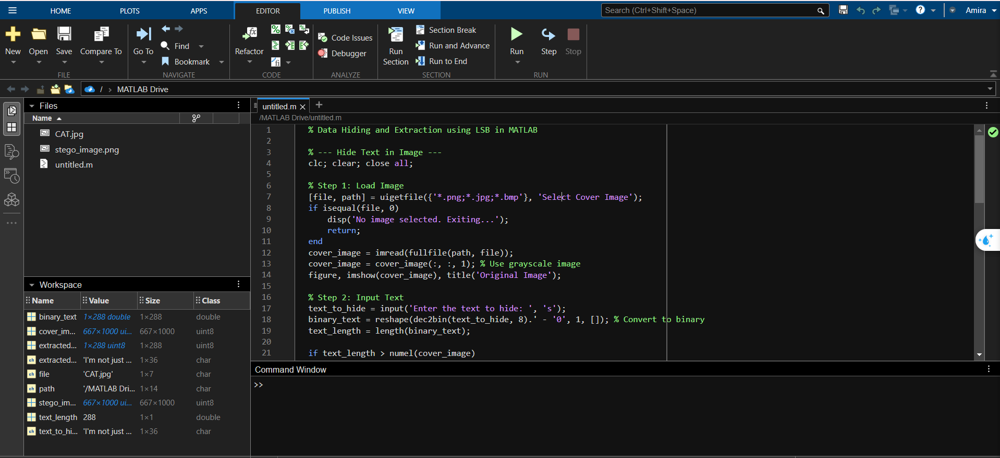 HOME PLOTS APPS EDITOR PUBLISH VIEW Search (Ctrl+Shift+Space) ? Amira
New Open Save Compare To
FILE
Go To Find Bookmark
NAVIGATE
Refactor
CODE
Code Issues
Debugger
ANALYZE
Run Section
Section Break
Run and Advance
Run to End
SECTION
Run Step Stop
RUN
/ › MATLAB Drive
Files
Name
CAT.jpg
stego_image.png
untitled.m
Workspace
Name Value Size Class
binary_text 1×288 double 1×288 double
cover_im... 667×1000 ui... 667×1000 uint8
extracted... 1×288 uint8 1×288 uint8
extracted... 'I'm not just ... 1×36 char
file 'CAT.jpg' 1×7 char
path '/MATLAB Dri... 1×14 char
stego_im... 667×1000 ui... 667×1000 uint8
text_length 288 1×1 double
text_to_hi... 'I'm not just ... 1×36 char
untitled.m × +
/MATLAB Drive/untitled.m
1 % Data Hiding and Extraction using LSB in MATLAB
2
3 % --- Hide Text in Image ---
4 clc; clear; close all;
5
6 % Step 1: Load Image
7 [file, path] = uigetfile({'*.png;*.jpg;*.bmp'}, 'Select Cover Image');
8 if isequal(file, 0)
9 disp('No image selected. Exiting...');
10 return;
11 end
12 cover_image = imread(fullfile(path, file));
13 cover_image = cover_image(:, :, 1); % Use grayscale image
14 figure, imshow(cover_image), title('Original Image');
15
16 % Step 2: Input Text
17 text_to_hide = input('Enter the text to hide: ', 's');
18 binary_text = reshape(dec2bin(text_to_hide, 8).' - '0', 1, []); % Convert to binary
19 text_length = length(binary_text);
20
21 if text_length > numel(cover_image)
Command Window
>>